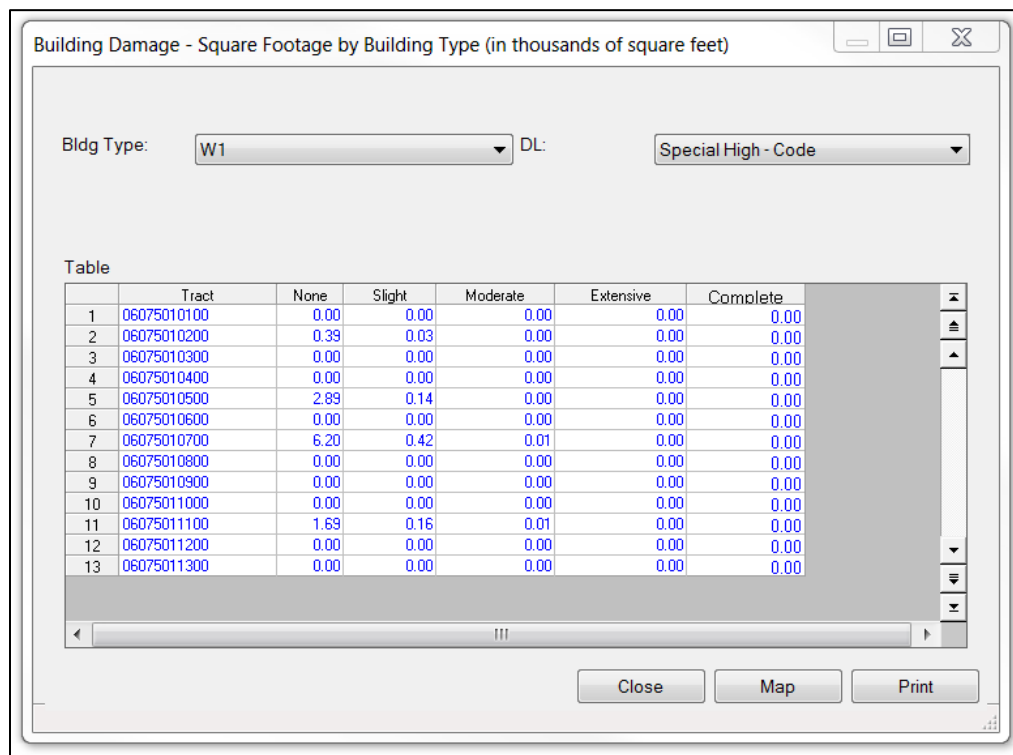 Building Damage - Square Footage by Building Type (in thousands of square feet)
Bldg Type: W1 DL: Special High - Code
Table
Tract None Slight Moderate Extensive Complete
1 06075010100 0.00 0.00 0.00 0.00 0.00
2 06075010200 0.39 0.03 0.00 0.00 0.00
3 06075010300 0.00 0.00 0.00 0.00 0.00
4 06075010400 0.00 0.00 0.00 0.00 0.00
5 06075010500 2.89 0.14 0.00 0.00 0.00
6 06075010600 0.00 0.00 0.00 0.00 0.00
7 06075010700 6.20 0.42 0.01 0.00 0.00
8 06075010800 0.00 0.00 0.00 0.00 0.00
9 06075010900 0.00 0.00 0.00 0.00 0.00
10 06075011000 0.00 0.00 0.00 0.00 0.00
11 06075011100 1.69 0.16 0.01 0.00 0.00
12 06075011200 0.00 0.00 0.00 0.00 0.00
13 06075011300 0.00 0.00 0.00 0.00 0.00
Close Map Print